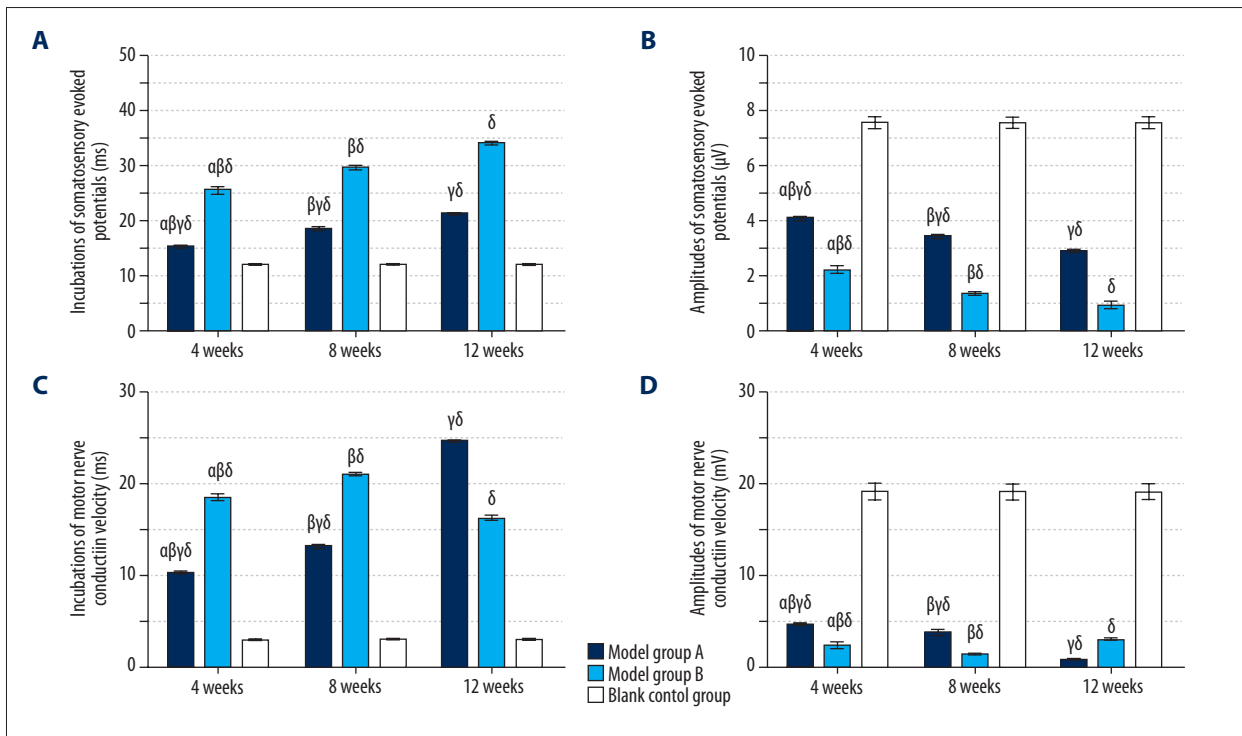 A
Incubations of somatosensory evoked
potentials (ms)
50
40
30
20
10
0
αβγδ
αβδ
βγδ
βδ
γδ
δ
4 weeks
8 weeks
12 weeks
B
Amplitudes of somatosensory evoked
potentials (µV)
10
8
6
4
2
0
αβγδ
αβδ
βγδ
βδ
γδ
δ
4 weeks
8 weeks
12 weeks
C
Incubations of motor nerve
conductiin velocity (ms)
30
20
10
0
αβγδ
αβδ
βγδ
βδ
γδ
δ
4 weeks
8 weeks
12 weeks
Model group A
Model group B
Blank contol group
D
Amplitudes of motor nerve
conductiin velocity (mV)
30
20
10
0
αβγδ
αβδ
βγδ
βδ
γδ
δ
4 weeks
8 weeks
12 weeks